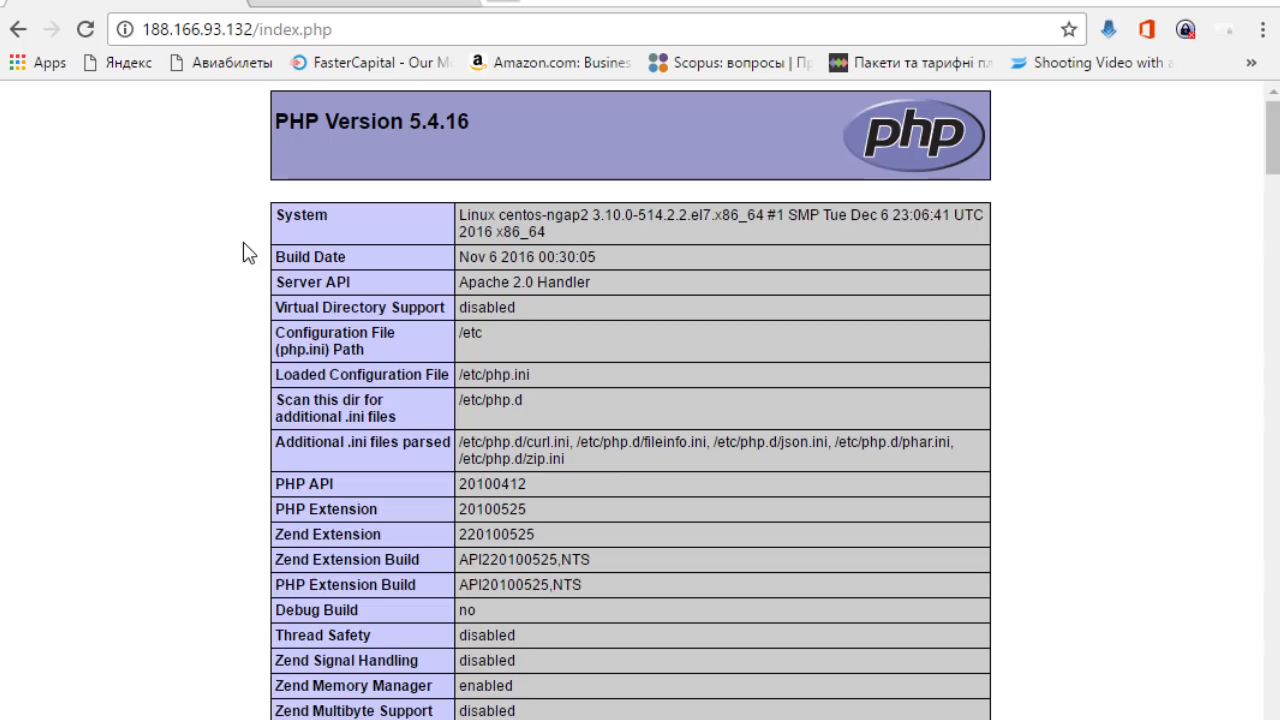 188.166.93.132/index.php
Apps Яндекс Авиабилеты FasterCapital - Our M Amazon.com: Busines Scopus: вопросы | Пр Пакети та тарифні пл Shooting Video with a »
PHP Version 5.4.16 php
System Linux centos-ngap2 3.10.0-514.2.2.el7.x86_64 #1 SMP Tue Dec 6 23:06:41 UTC
2016 x86_64
Build Date Nov 6 2016 00:30:05
Server API Apache 2.0 Handler
Virtual Directory Support disabled
Configuration File /etc
(php.ini) Path
Loaded Configuration File /etc/php.ini
Scan this dir for /etc/php.d
additional .ini files
Additional .ini files parsed /etc/php.d/curl.ini, /etc/php.d/fileinfo.ini, /etc/php.d/json.ini, /etc/php.d/phar.ini,
/etc/php.d/zip.ini
PHP API 20100412
PHP Extension 20100525
Zend Extension 220100525
Zend Extension Build API220100525,NTS
PHP Extension Build API20100525,NTS
Debug Build no
Thread Safety disabled
Zend Signal Handling disabled
Zend Memory Manager enabled
Zend Multibyte Support disabled